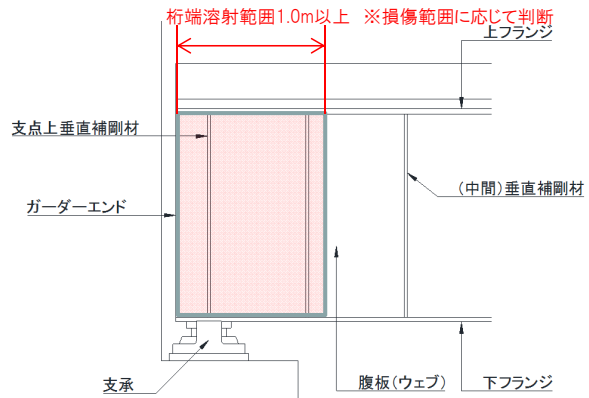 桁端溶射範囲1.0m以上 ※損傷範囲に応じて判断
上フランジ
支点上垂直補剛材
(中間)垂直補剛材
ガーダーエンド
支承
腹板(ウェブ)
下フランジ